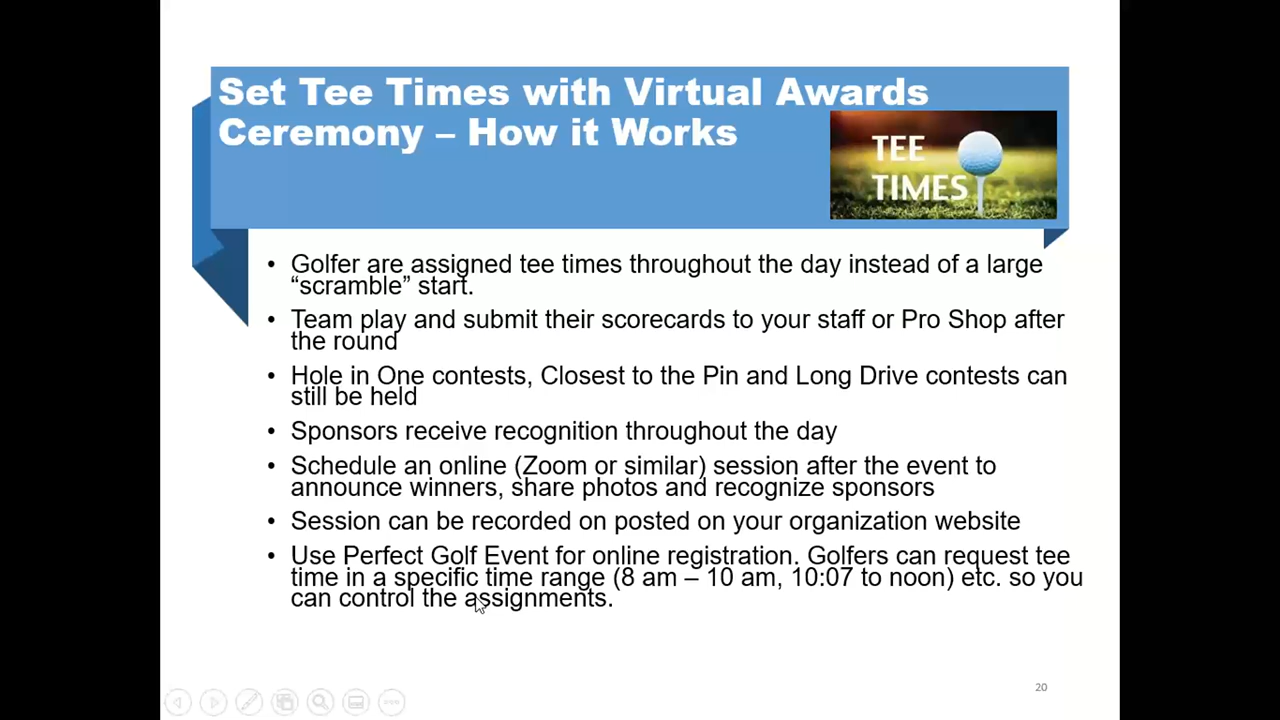 Set Tee Times with Virtual Awards
Ceremony – How it Works
TEE
TIMES
• Golfer are assigned tee times throughout the day instead of a large
“scramble” start.
• Team play and submit their scorecards to your staff or Pro Shop after
the round
• Hole in One contests, Closest to the Pin and Long Drive contests can
still be held
• Sponsors receive recognition throughout the day
• Schedule an online (Zoom or similar) session after the event to
announce winners, share photos and recognize sponsors
• Session can be recorded on posted on your organization website
• Use Perfect Golf Event for online registration. Golfers can request tee
time in a specific time range (8 am – 10 am, 10:07 to noon) etc. so you
can control the assignments.
20